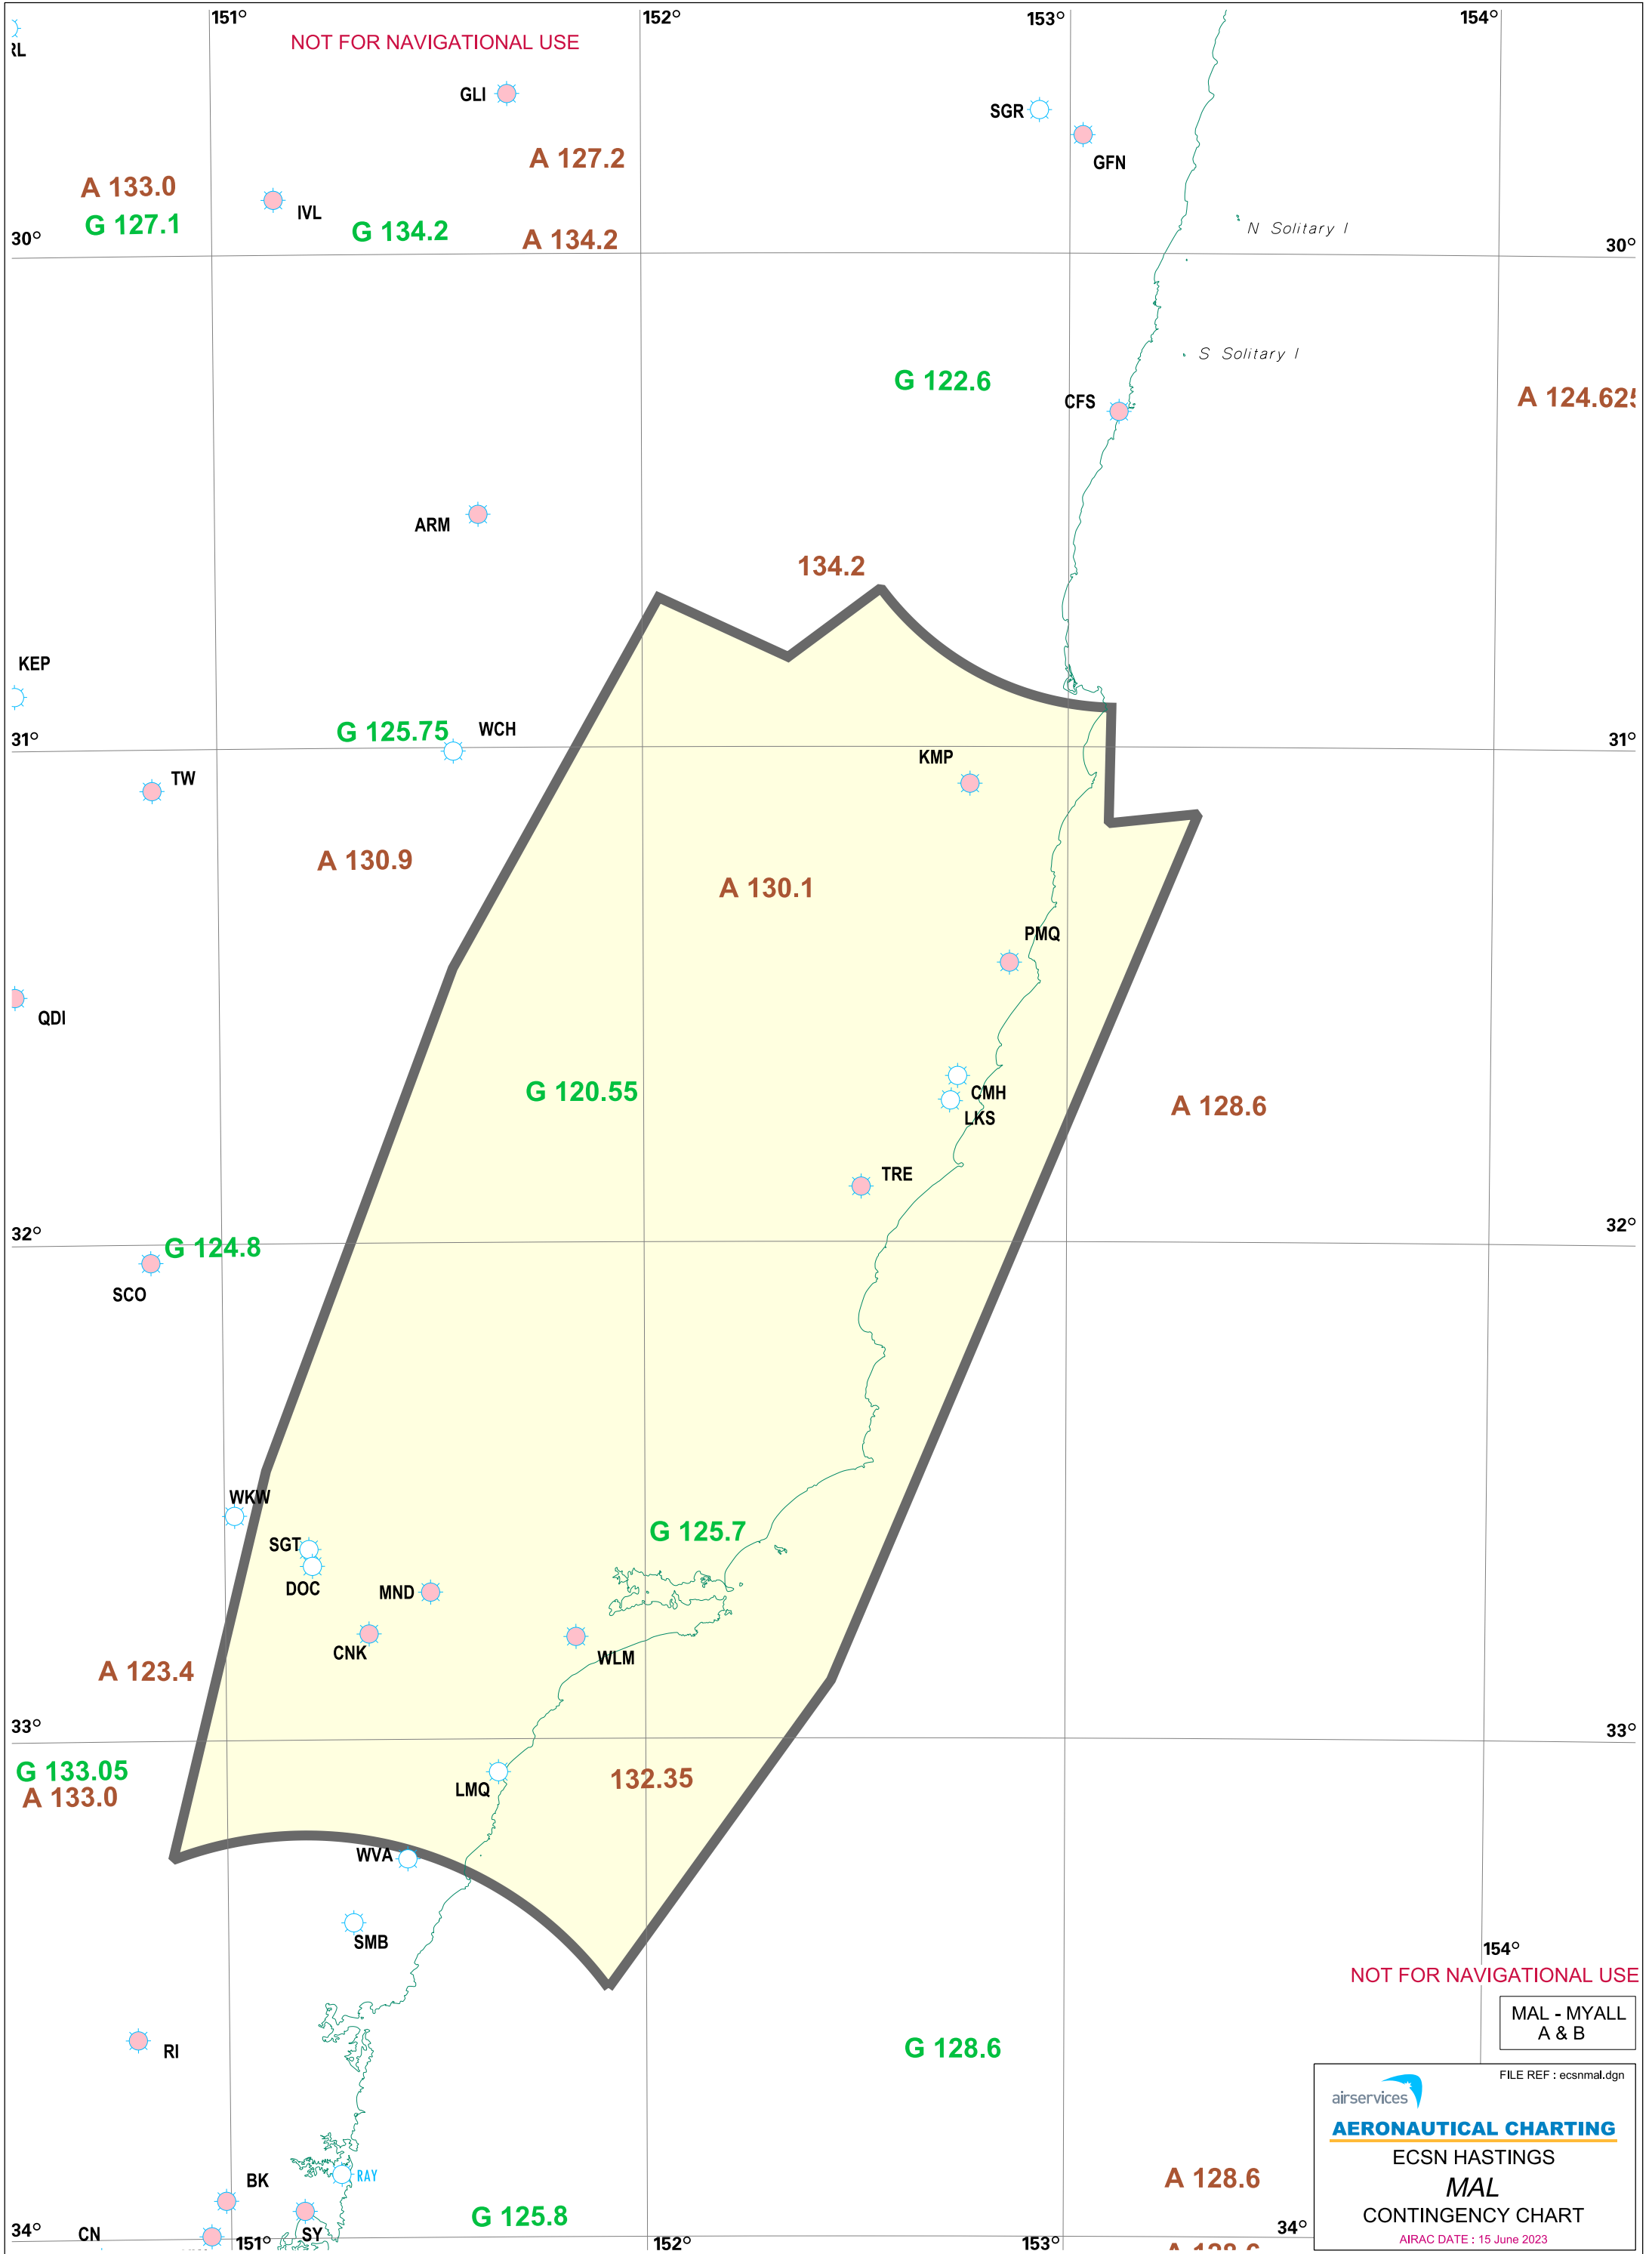 151°
152°
153°
154°
NOT FOR NAVIGATIONAL USE
RL
GLI
SGR
GFN
A 127.2
A 133.0
G 127.1
IVL
G 134.2
A 134.2
N Solitary I
30°
30°
S Solitary I
G 122.6
CFS
A 124.625
ARM
134.2
KEP
G 125.75
WCH
31°
31°
KMP
TW
A 130.9
A 130.1
PMQ
QDI
G 120.55
CMH
LKS
A 128.6
TRE
32°
32°
G 124.8
SCO
WKW
SGT
DOC
G 125.7
MND
CNK
WLM
A 123.4
33°
33°
G 133.05
A 133.0
LMQ
132.35
WVA
SMB
154°
NOT FOR NAVIGATIONAL USE
MAL - MYALL
A & B
RI
G 128.6
FILE REF : ecsnmal.dgn
airservices
AERONAUTICAL CHARTING
ECSN HASTINGS
MAL
CONTINGENCY CHART
AIRAC DATE : 15 June 2023
RAY
BK
A 128.6
G 125.8
34°
CN
SY
34°
151°
152°
153°
A 128.6